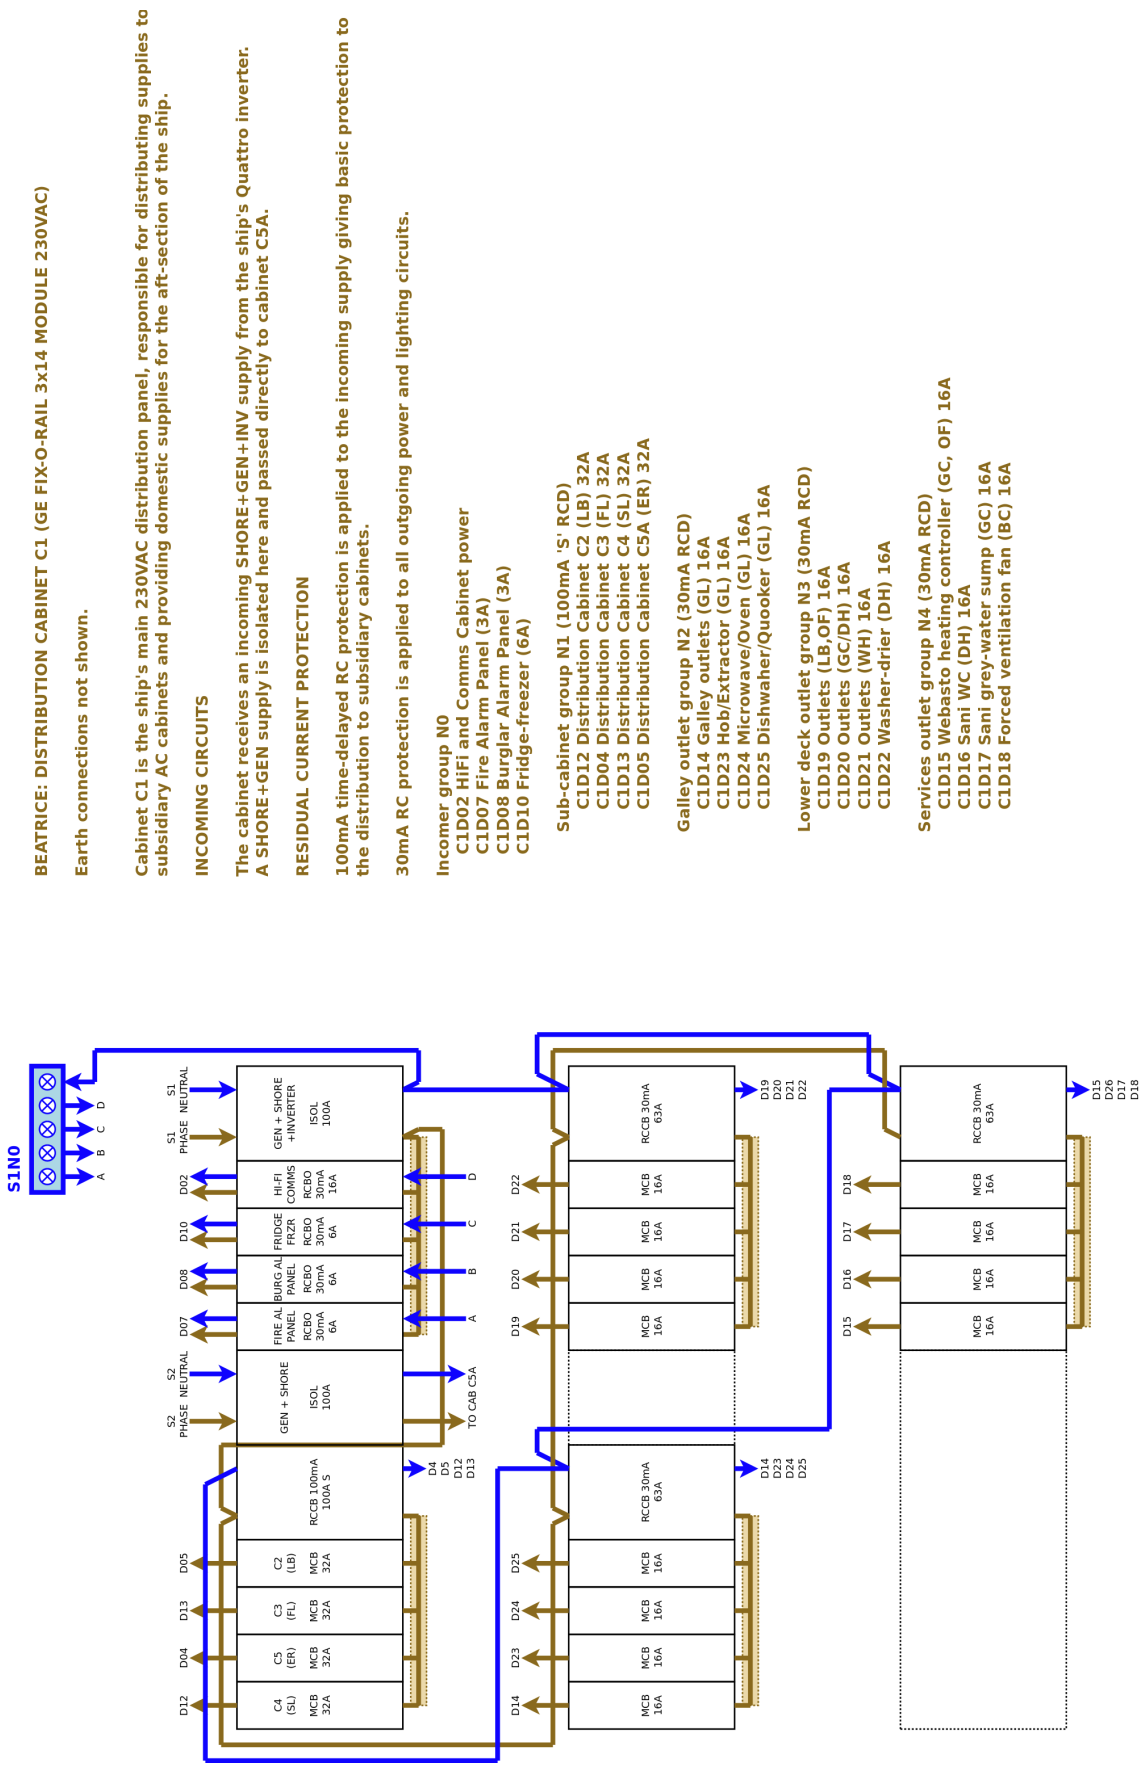 BEATRICE: DISTRIBUTION CABINET C1 (GE FIX-O-RAIL 3x14 MODULE 230VAC)
Earth connections not shown.
Cabinet C1 is the ship's main 230VAC distribution panel, responsible for distributing supplies to
subsidiary AC cabinets and providing domestic supplies for the aft-section of the ship.
INCOMING CIRCUITS
The cabinet receives an incoming SHORE+GEN+INV supply from the ship's Quattro inverter.
A SHORE+GEN supply is isolated here and passed directly to cabinet C5A.
RESIDUAL CURRENT PROTECTION
100mA time-delayed RC protection is applied to the incoming supply giving basic protection to
the distribution to subsidiary cabinets.
30mA RC protection is applied to all outgoing power and lighting circuits.
Incomer group N0
C1D02 HiFi and Comms Cabinet power
C1D07 Fire Alarm Panel (3A)
C1D08 Burglar Alarm Panel (3A)
C1D10 Fridge-freezer (6A)
Sub-cabinet group N1 (100mA 'S' RCD)
C1D12 Distribution Cabinet C2 (LB) 32A
C1D04 Distribution Cabinet C3 (FL) 32A
C1D13 Distribution Cabinet C4 (SL) 32A
C1D05 Distribution Cabinet C5A (ER) 32A
Galley outlet group N2 (30mA RCD)
C1D14 Galley outlets (GL) 16A
C1D23 Hob/Extractor (GL) 16A
C1D24 Microwave/Oven (GL) 16A
C1D25 Dishwaher/Quooker (GL) 16A
Lower deck outlet group N3 (30mA RCD)
C1D19 Outlets (LB,OF) 16A
C1D20 Outlets (GC/DH) 16A
C1D21 Outlets (WH) 16A
C1D22 Washer-drier (DH) 16A
Services outlet group N4 (30mA RCD)
C1D15 Webasto heating controller (GC, OF) 16A
C1D16 Sani WC (DH) 16A
C1D17 Sani grey-water sump (GC) 16A
C1D18 Forced ventilation fan (BC) 16A
S1N0
A B C D
D12
D04
D13
D05
S2
PHASE NEUTRAL
D07
D08
D10
D02
S1
PHASE NEUTRAL
C4
(SL)
MCB
32A
C5
(ER)
MCB
32A
C3
(FL)
MCB
32A
C2
(LB)
MCB
32A
RCCB 100mA
100A S
GEN + SHORE
ISOL
100A
FIRE AL
PANEL
RCBO
30mA
6A
BURG AL
PANEL
RCBO
30mA
6A
FRIDGE
FRZR
RCBO
30mA
6A
HI-FI
COMMS
RCBO
30mA
16A
GEN + SHORE
+INVERTER
ISOL
100A
D4
D5
D12
D13
TO CAB C5A
A B C D
D14
D23
D24
D25
D19
D20
D21
D22
MCB
16A
MCB
16A
MCB
16A
MCB
16A
RCCB 30mA
63A
MCB
16A
MCB
16A
MCB
16A
MCB
16A
RCCB 30mA
63A
D14
D23
D24
D25
D19
D20
D21
D22
D15
D16
D17
D18
MCB
16A
MCB
16A
MCB
16A
MCB
16A
RCCB 30mA
63A
D15
D26
D17
D18